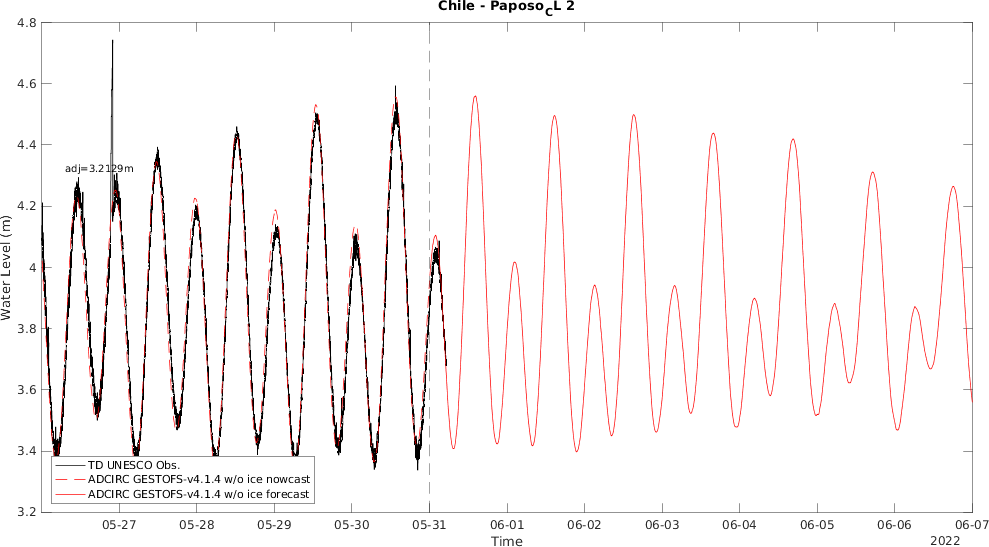 Chile - Paposo_CL 2
4.8
4.6
4.4
4.2
4
3.8
3.6
3.4
3.2
Water Level (m)
adj=3.2129m
TD UNESCO Obs.
ADCIRC GESTOFS-v4.1.4 w/o ice nowcast
ADCIRC GESTOFS-v4.1.4 w/o ice forecast
05-27 05-28 05-29 05-30 05-31 06-01 06-02 06-03 06-04 06-05 06-06 06-07
Time
2022